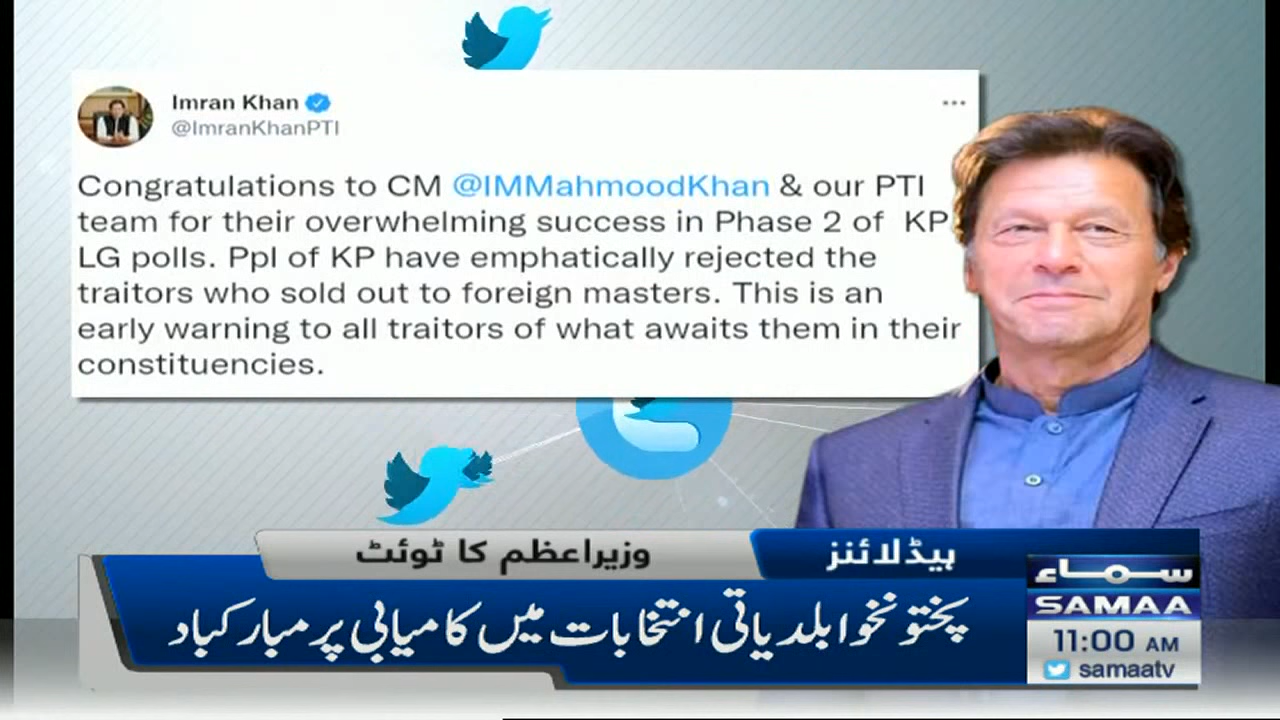 Imran Khan
@ImranKhanPTI
Congratulations to CM @IMMahmoodKhan & our PTI
team for their overwhelming success in Phase 2 of KP
LG polls. Ppl of KP have emphatically rejected the
traitors who sold out to foreign masters. This is an
early warning to all traitors of what awaits them in their
constituencies.
ہیڈلائنز
وزیراعظم کا ٹوئٹ
پختونخوا بلدیاتی انتخابات میں کامیابی پر مبارکباد
سماء
SAMAA
11:00 AM
samaatv